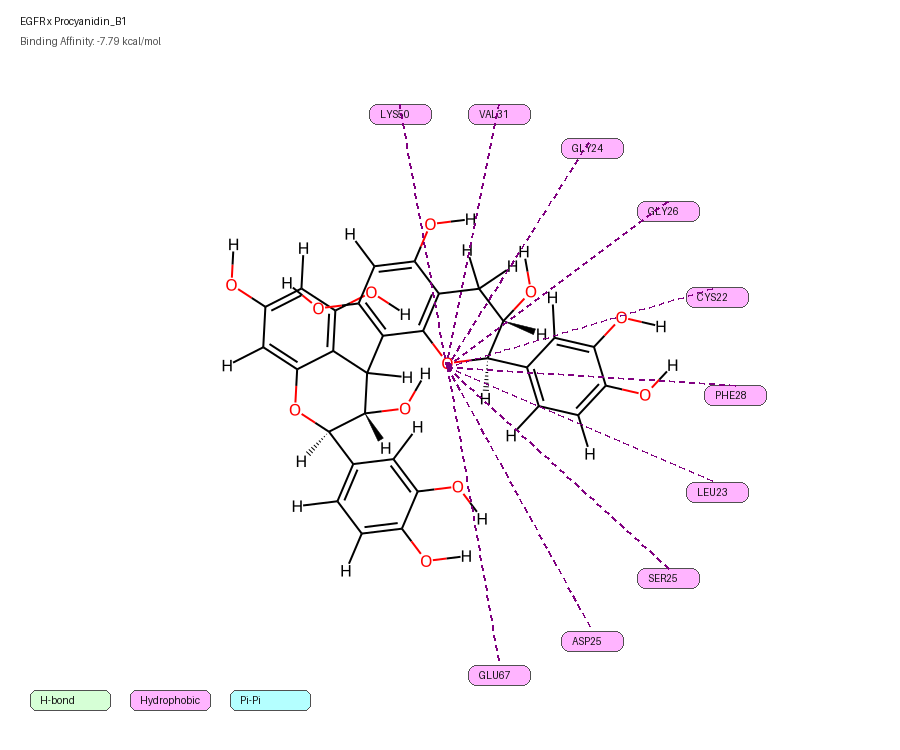 EGFR x Procyanidin_B1
Binding Affinity: -7.79 kcal/mol
LYS50
VAL31
GLY24
GLY26
CYS22
PHE28
LEU23
SER25
ASP25
GLU67
O H
H
H
H
H
H
O
H
H
H
O
H
O
O
H
O
H
H
O
H
H
O
H
H
O
H
H
O
H
O
H
H
H
H
H
O
H
H
O
H
H
H-bond
Hydrophobic
Pi-Pi